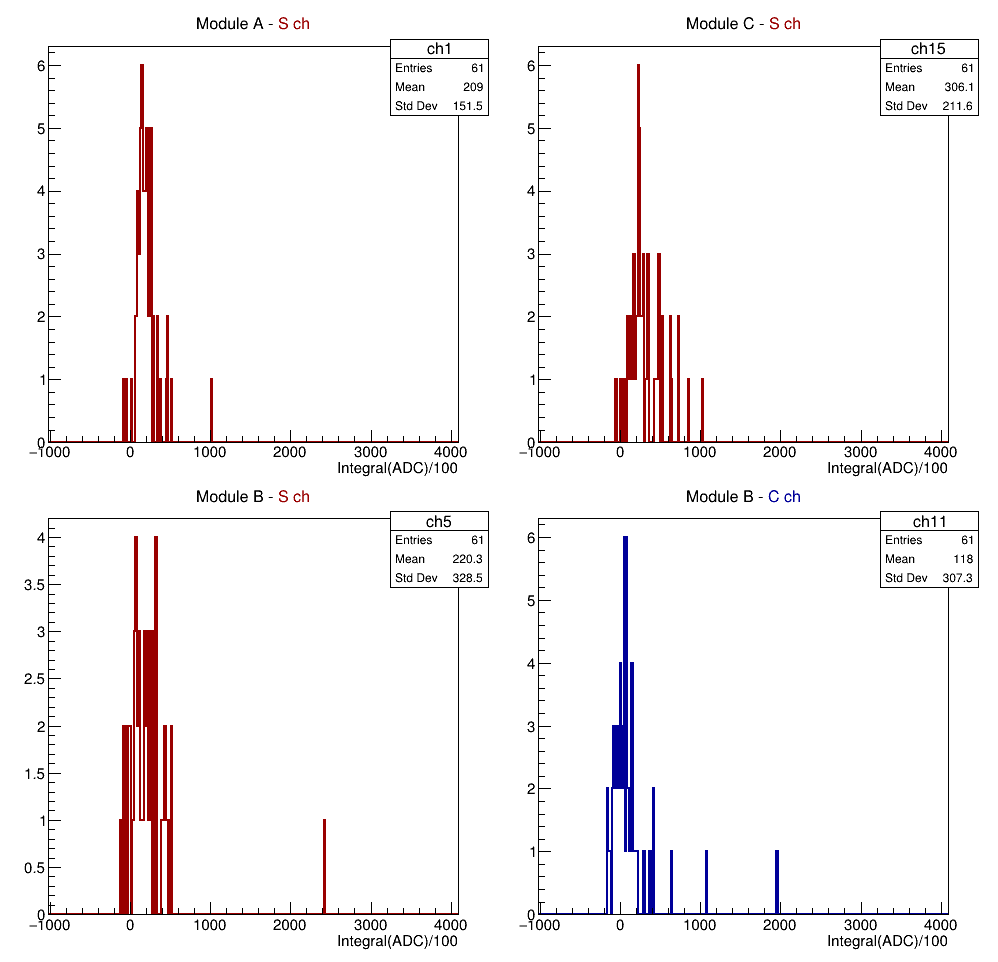 Module A - S ch
ch1
Entries 61
Mean 209
Std Dev 151.5
6
5
4
3
2
1
0
−1000 0 1000 2000 3000 4000
Integral(ADC)/100
Module C - S ch
ch15
Entries 61
Mean 306.1
Std Dev 211.6
6
5
4
3
2
1
0
−1000 0 1000 2000 3000 4000
Integral(ADC)/100
Module B - S ch
ch5
Entries 61
Mean 220.3
Std Dev 328.5
4
3.5
3
2.5
2
1.5
1
0.5
0
−1000 0 1000 2000 3000 4000
Integral(ADC)/100
Module B - C ch
ch11
Entries 61
Mean 118
Std Dev 307.3
6
5
4
3
2
1
0
−1000 0 1000 2000 3000 4000
Integral(ADC)/100